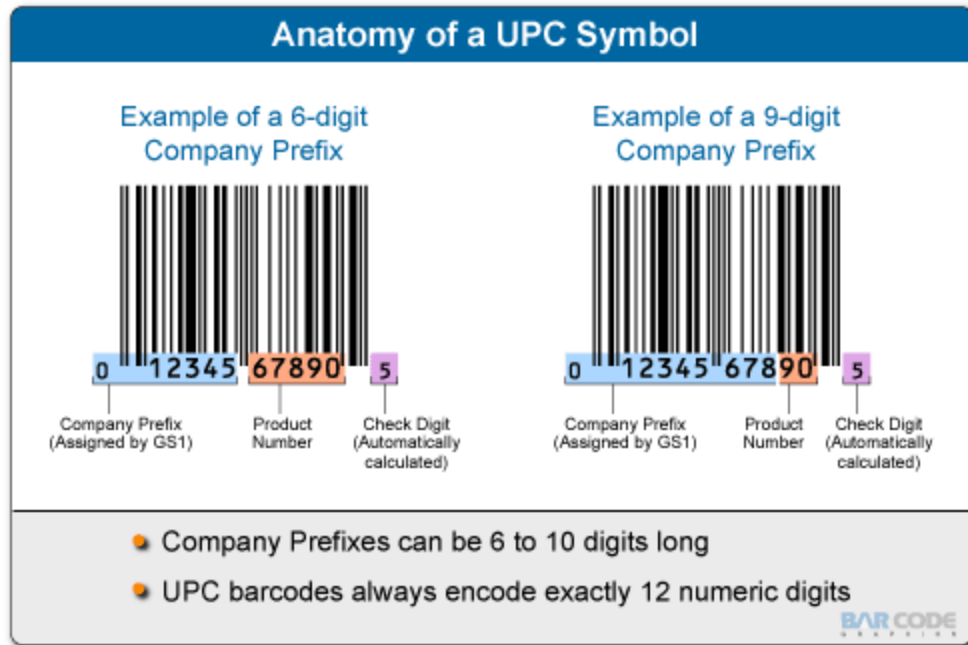 Anatomy of a UPC Symbol
Example of a 6-digit
Company Prefix
0 12345 67890 5
Company Prefix
(Assigned by GS1)
Product
Number
Check Digit
(Automatically
calculated)
Example of a 9-digit
Company Prefix
0 12345 67890 5
Company Prefix
(Assigned by GS1)
Product
Number
Check Digit
(Automatically
calculated)
Company Prefixes can be 6 to 10 digits long
UPC barcodes always encode exactly 12 numeric digits
BAR CODE
GRAPHICS